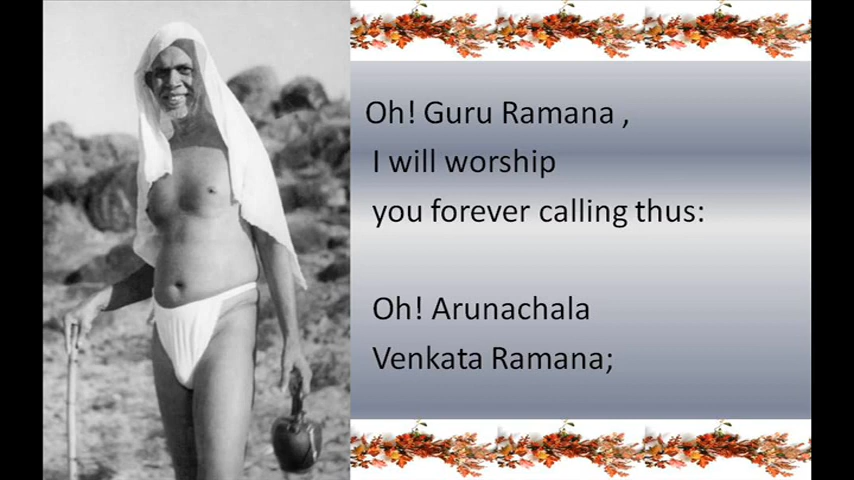 Oh! Guru Ramana ,
I will worship
you forever calling thus:
Oh! Arunachala
Venkata Ramana;